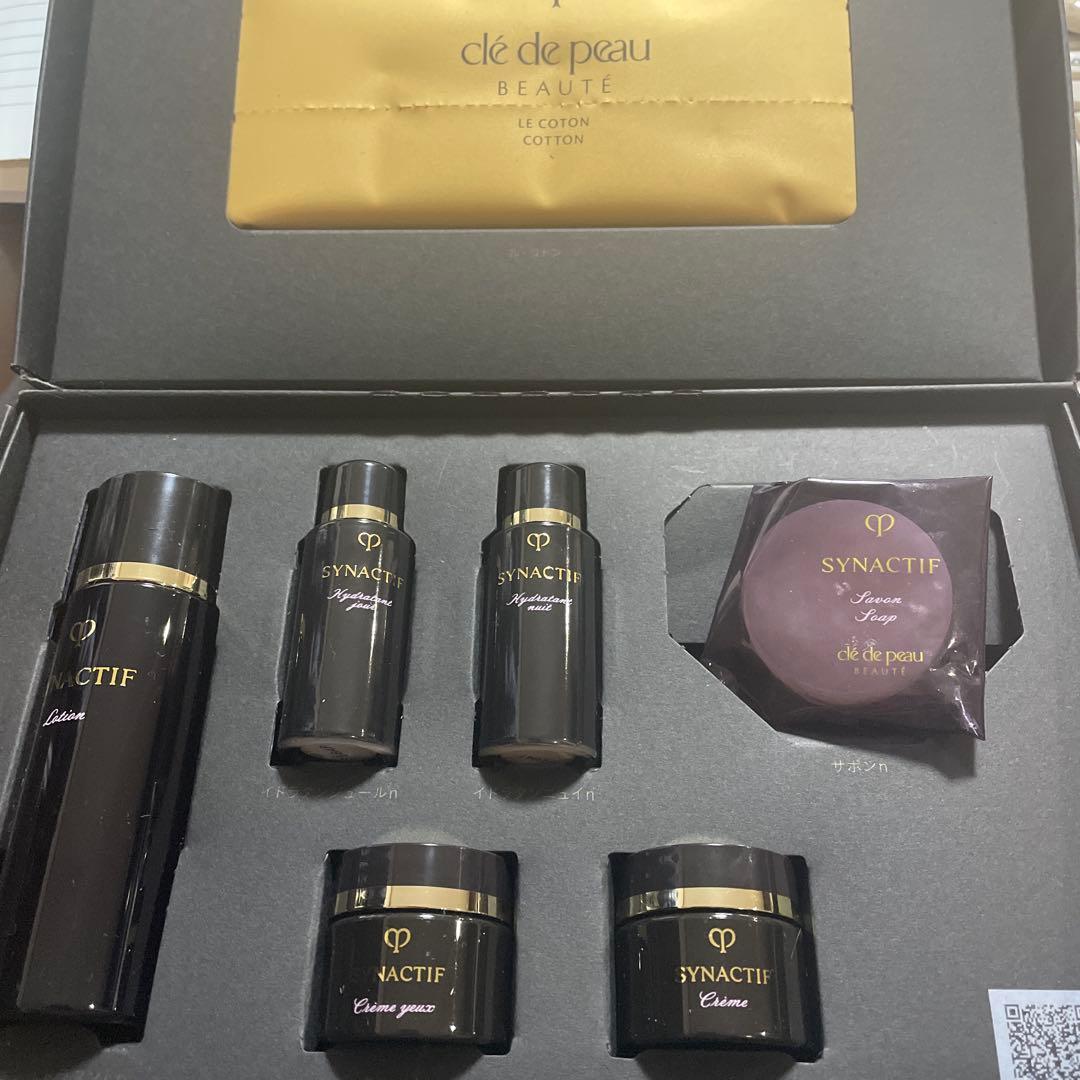 clé de peau
BEAUTÉ
LE COTON
COTTON
SYNACTIF
Lotion
SYNACTIF
Hydratant
jour
SYNACTIF
Hydratant
nuit
SYNACTIF
Savon
Soap
clé de peau
BEAUTÉ
サボンn
SYNACTIF
Crème yeux
SYNACTIF
Crème